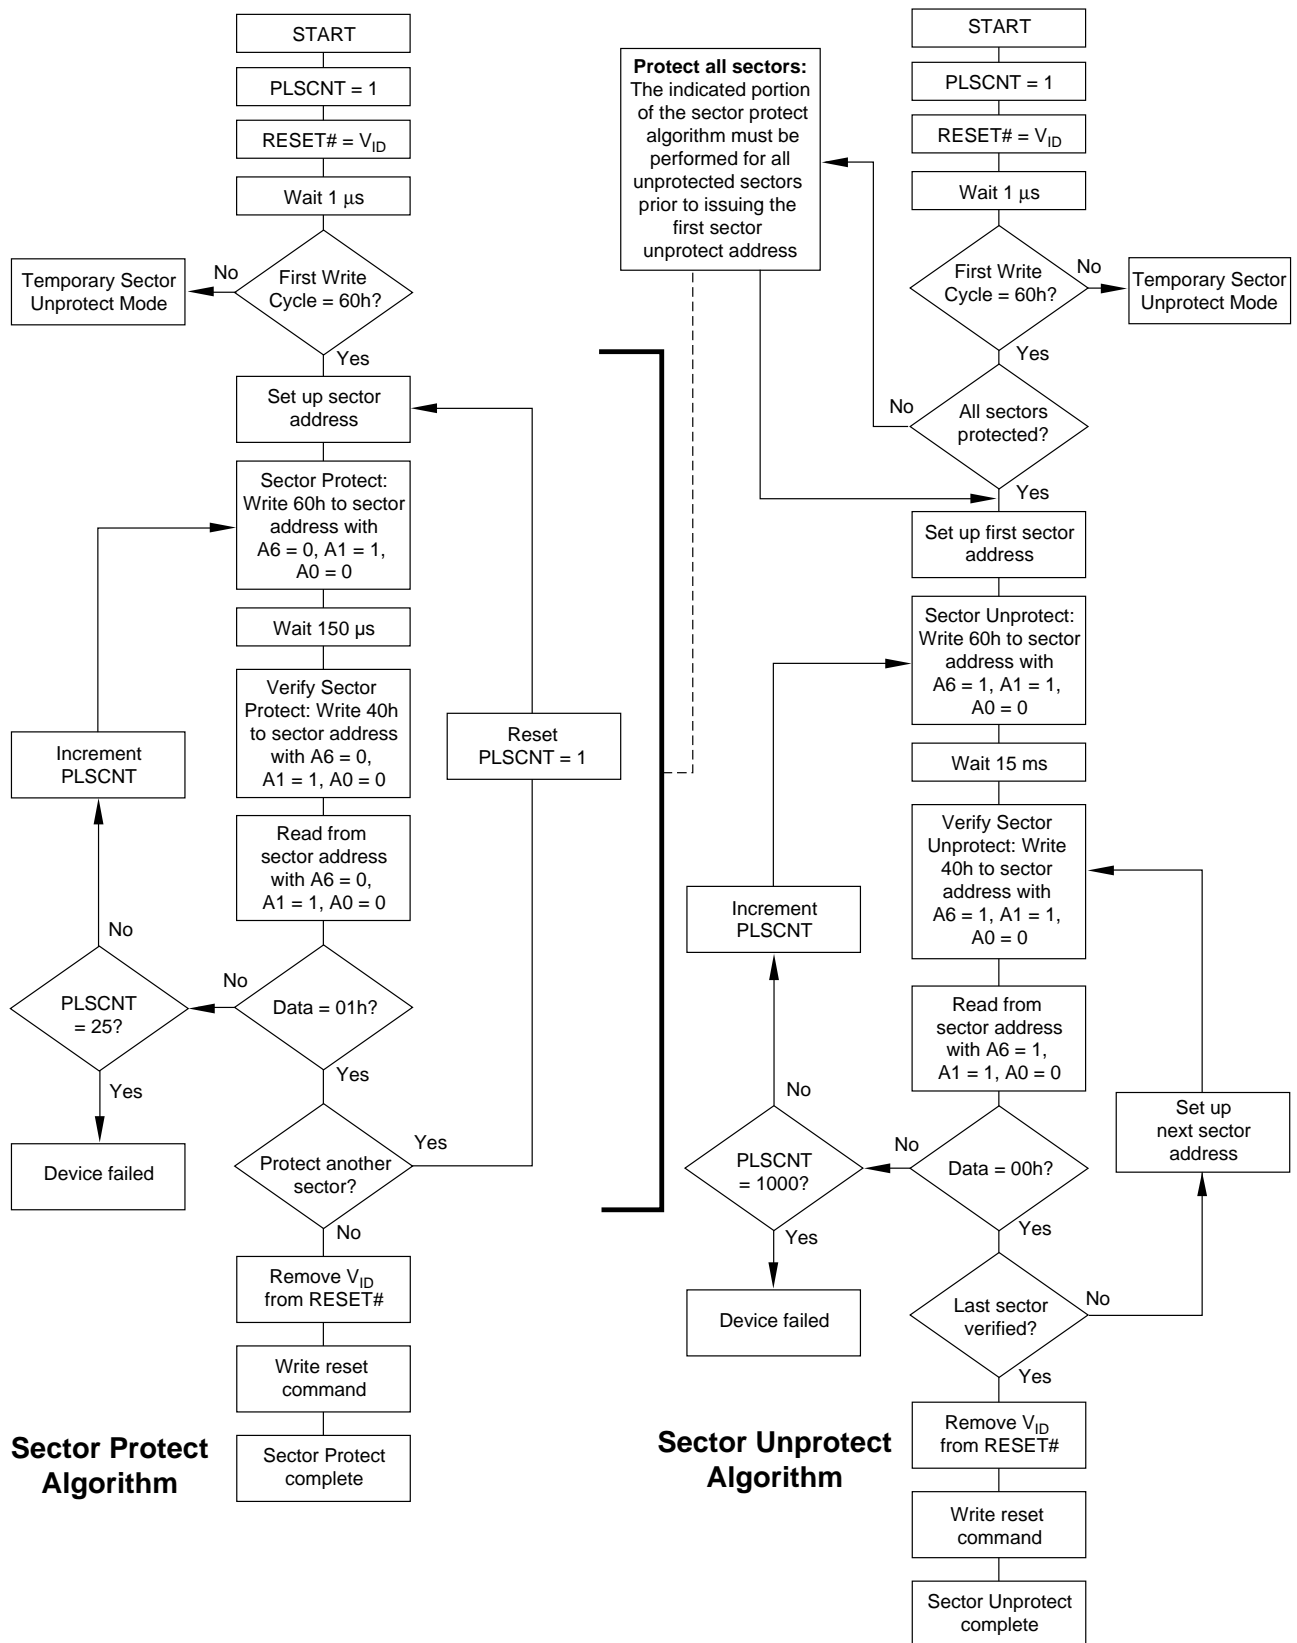 START
PLSCNT = 1
RESET# = VID
Wait 1 μs
First Write
Cycle = 60h?
No
Temporary Sector
Unprotect Mode
Yes
Set up sector
address
Sector Protect:
Write 60h to sector
address with
A6 = 0, A1 = 1,
A0 = 0
Wait 150 µs
Verify Sector
Protect: Write 40h
to sector address
with A6 = 0,
A1 = 1, A0 = 0
Reset
PLSCNT = 1
Increment
PLSCNT
Read from
sector address
with A6 = 0,
A1 = 1, A0 = 0
No
No
PLSCNT
= 25?
Data = 01h?
Yes
Yes
Yes
Device failed
Protect another
sector?
No
Remove VID
from RESET#
Write reset
command
Sector Protect
complete
Sector Protect
Algorithm
Protect all sectors:
The indicated portion
of the sector protect
algorithm must be
performed for all
unprotected sectors
prior to issuing the
first sector
unprotect address
START
PLSCNT = 1
RESET# = VID
Wait 1 μs
First Write
Cycle = 60h?
No
Temporary Sector
Unprotect Mode
Yes
No
All sectors
protected?
Yes
Set up first sector
address
Sector Unprotect:
Write 60h to sector
address with
A6 = 1, A1 = 1,
A0 = 0
Wait 15 ms
Verify Sector
Unprotect: Write
40h to sector
address with
A6 = 1, A1 = 1,
A0 = 0
Increment
PLSCNT
Read from
sector address
with A6 = 1,
A1 = 1, A0 = 0
No
No
Set up
next sector
address
PLSCNT
= 1000?
Data = 00h?
Yes
Yes
Device failed
Last sector
verified?
No
Yes
Remove VID
from RESET#
Write reset
command
Sector Unprotect
complete
Sector Unprotect
Algorithm